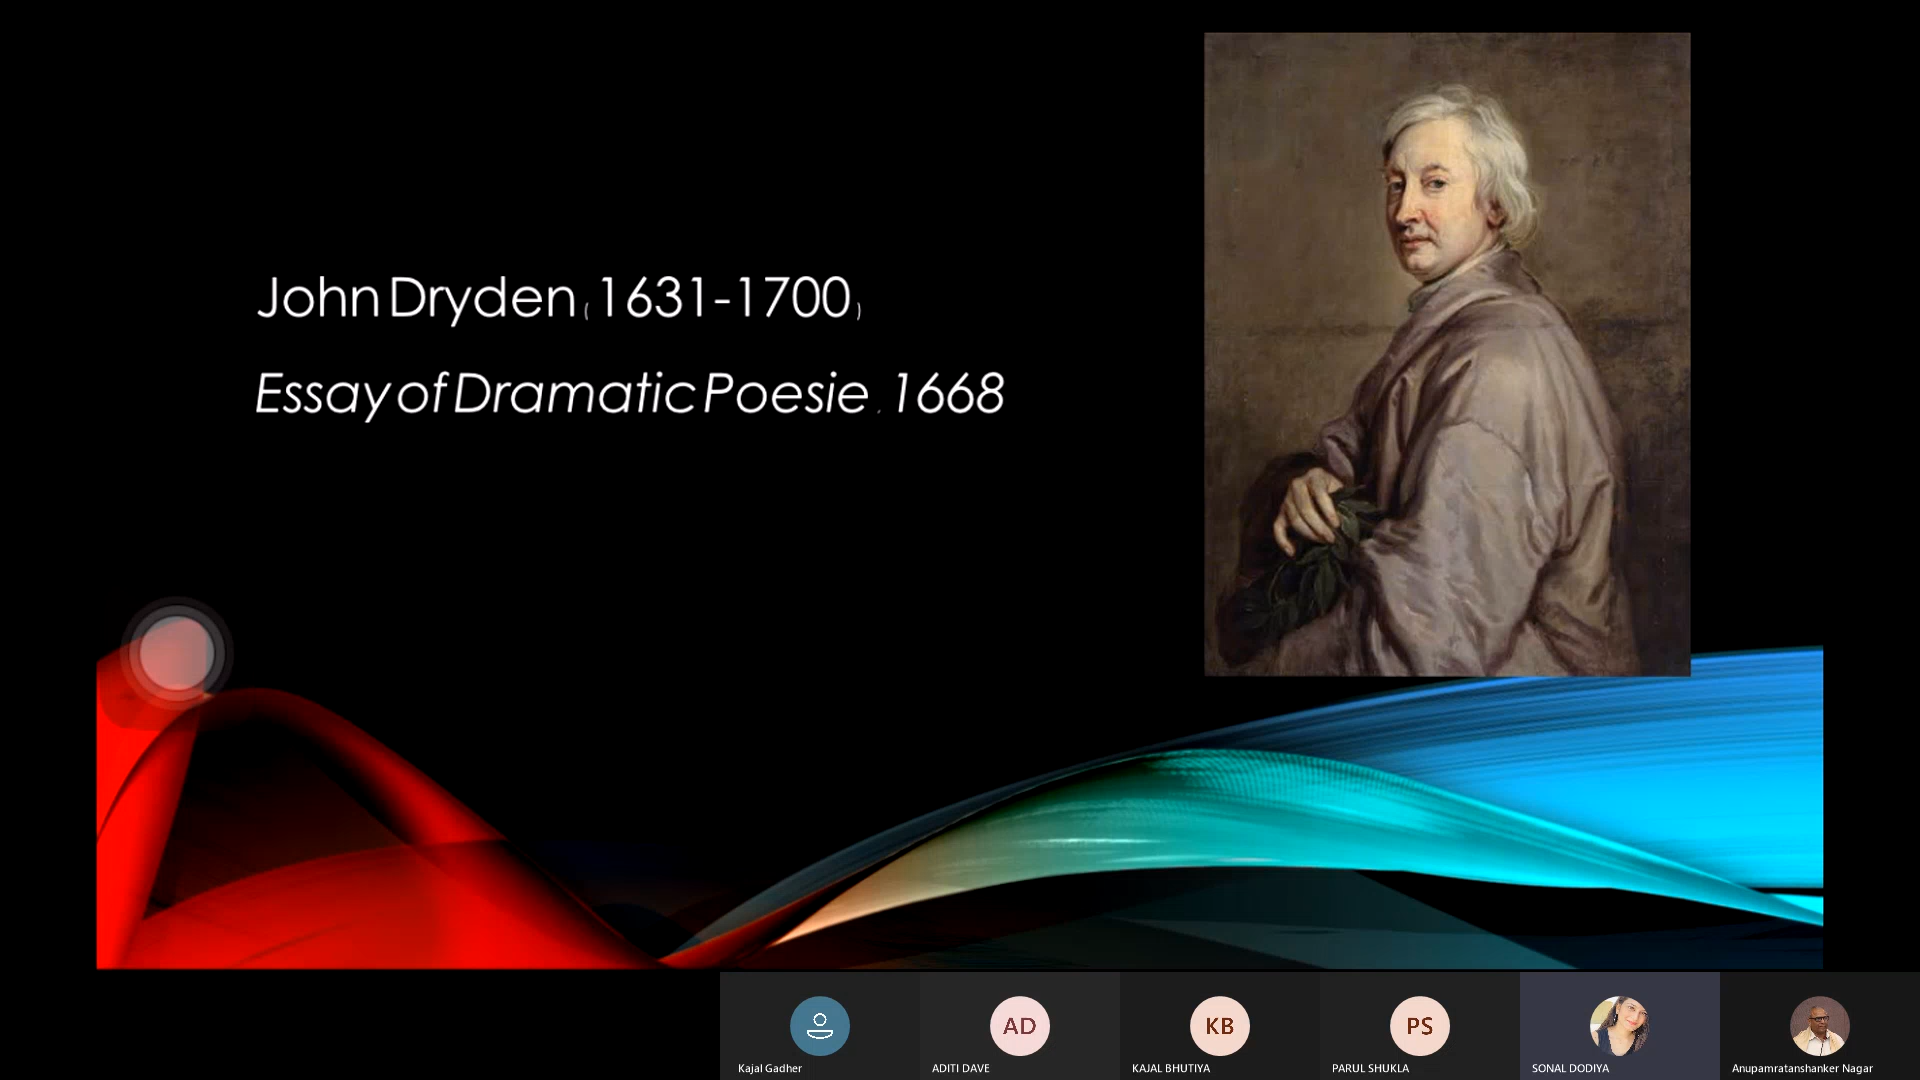 John Dryden ( 1631-1700 )
Essay of Dramatic Poesie , 1668
AD
KB
PS
Kajal Gadher
ADITI DAVE
KAJAL BHUTIYA
PARUL SHUKLA
SONAL DODIYA
Anupamratanshanker Nagar